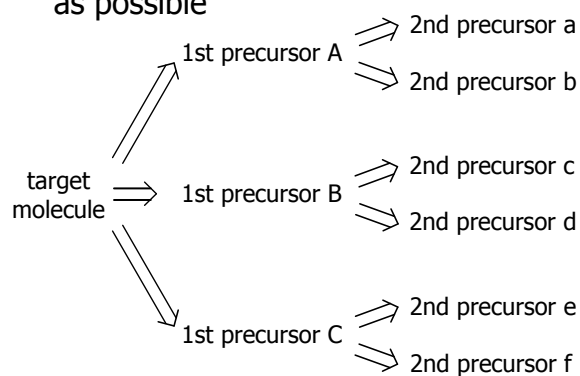 as possible
2nd precursor a
1st precursor A
2nd precursor b
target
molecule
2nd precursor c
1st precursor B
2nd precursor d
2nd precursor e
1st precursor C
2nd precursor f